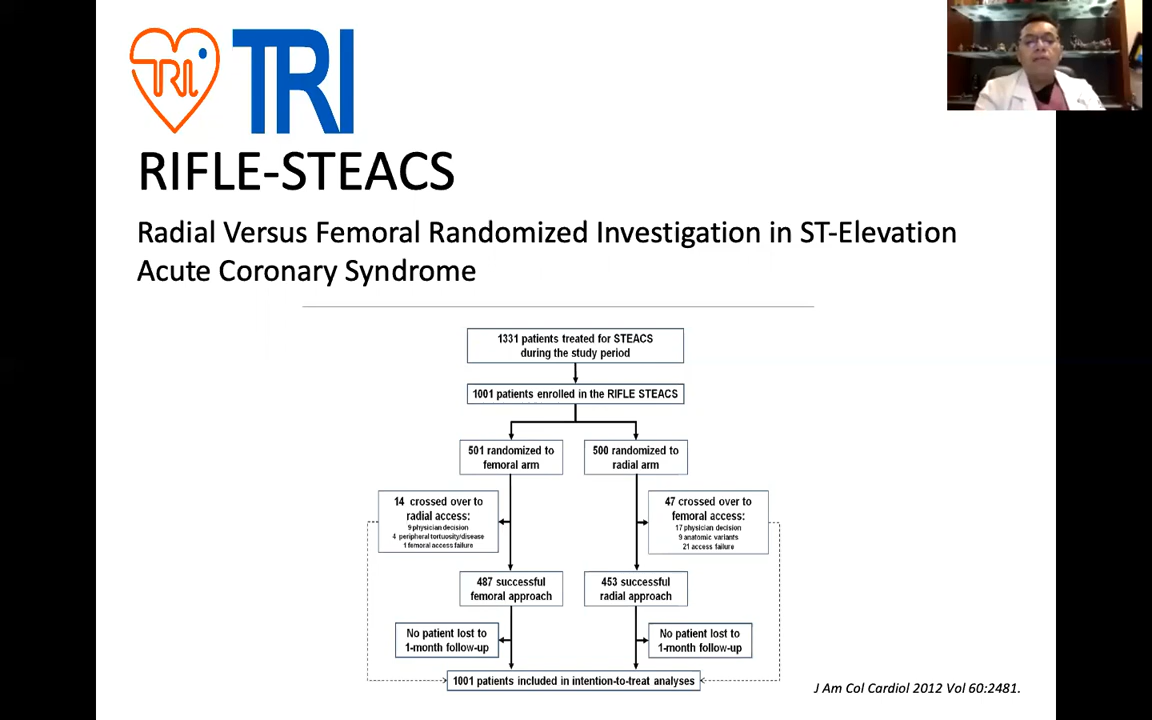 TRI
TRI
RIFLE-STEACS
Radial Versus Femoral Randomized Investigation in ST-Elevation
Acute Coronary Syndrome
1331 patients treated for STEACS
during the study period
1001 patients enrolled in the RIFLE STEACS
501 randomized to
femoral arm
500 randomized to
radial arm
14 crossed over to
radial access:
9 physician decision
4 peripheral tortuosity/disease
1 femoral access failure
47 crossed over to
femoral access:
17 physician decision
9 anatomic variants
21 access failure
487 successful
femoral approach
453 successful
radial approach
No patient lost to
1-month follow-up
No patient lost to
1-month follow-up
1001 patients included in intention-to-treat analyses
J Am Col Cardiol 2012 Vol 60:2481.